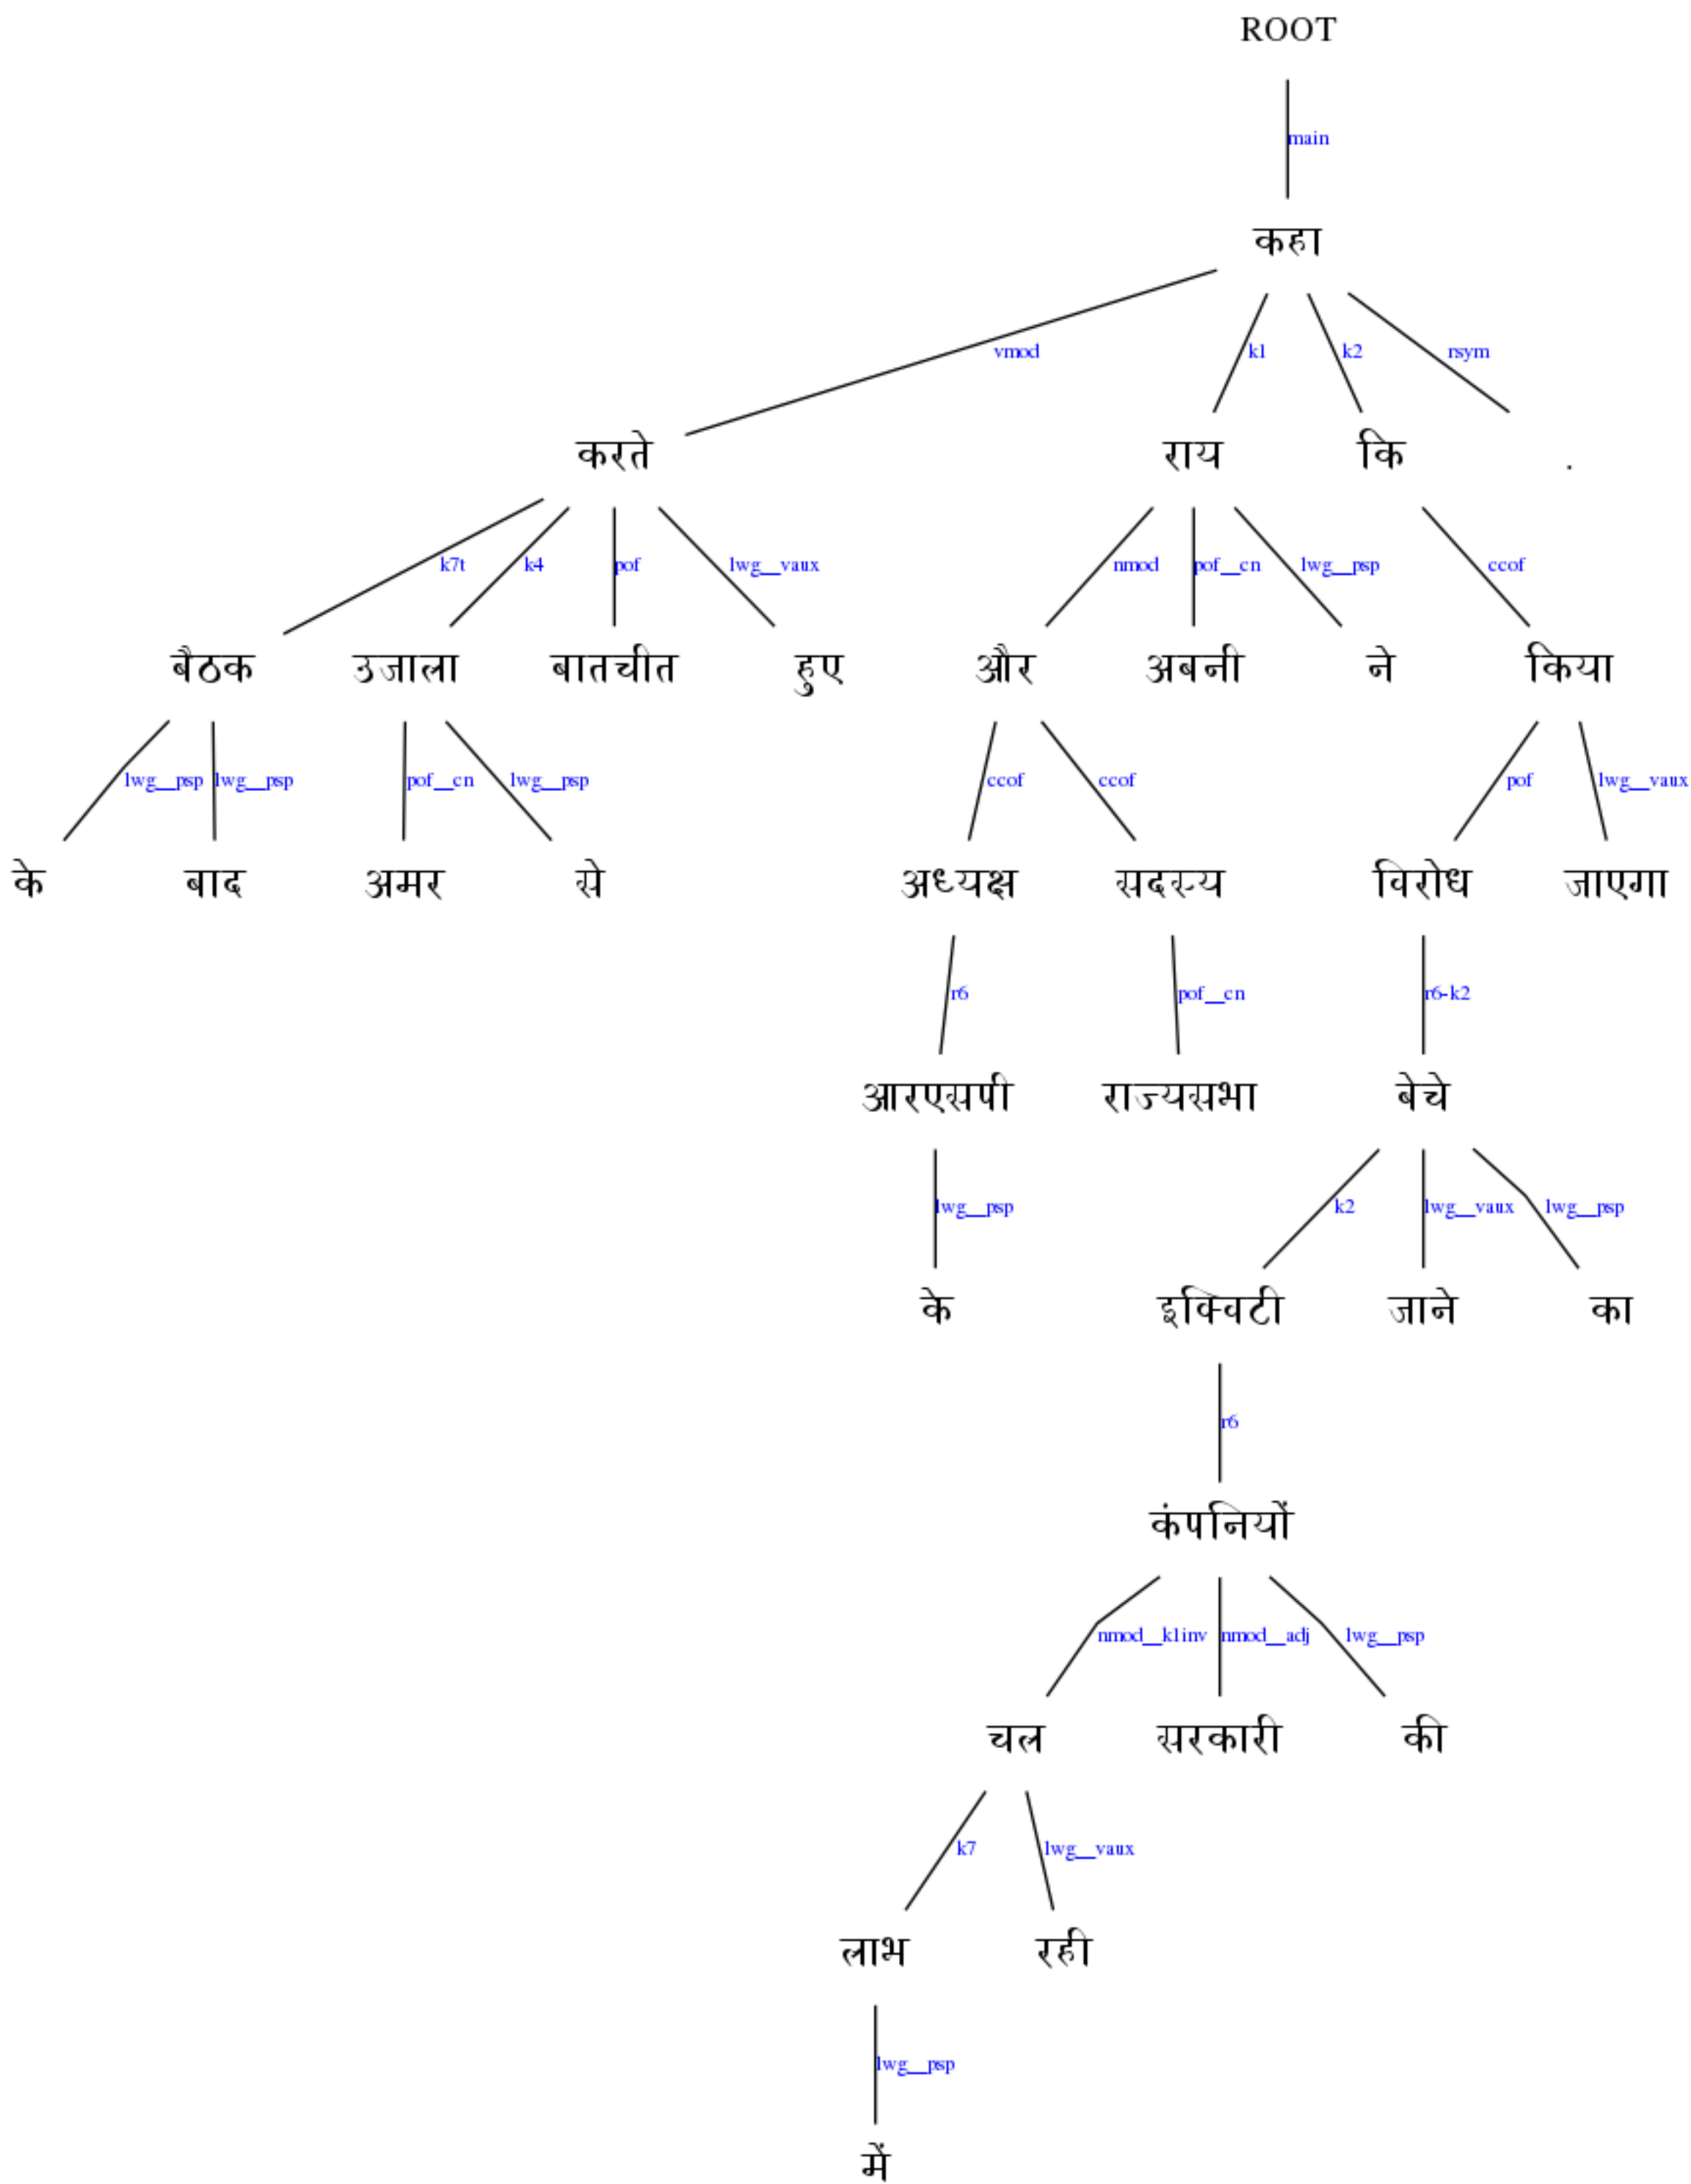 ROOT
main
कहा
vmod k1 k2 rsym
करते राय कि .
k7t k4 pof lwg__vaux nmod pof__cn lwg__psp ccof
बैठक उजाला बातचीत हुए और अबनी ने किया
lwg__psp lwg__psp pof__cn lwg__psp ccof ccof pof lwg__vaux
के बाद अमर से अध्यक्ष सदस्य विरोध जाएगा
r6 pof__cn r6-k2
आरएसपी राज्यसभा बेचे
lwg__psp k2 lwg__vaux lwg__psp
के इक्विटी जाने का
r6
कंपनियों
nmod__k1inv nmod__adj lwg__psp
चल सरकारी की
k7 lwg__vaux
लाभ रही
lwg__psp
में